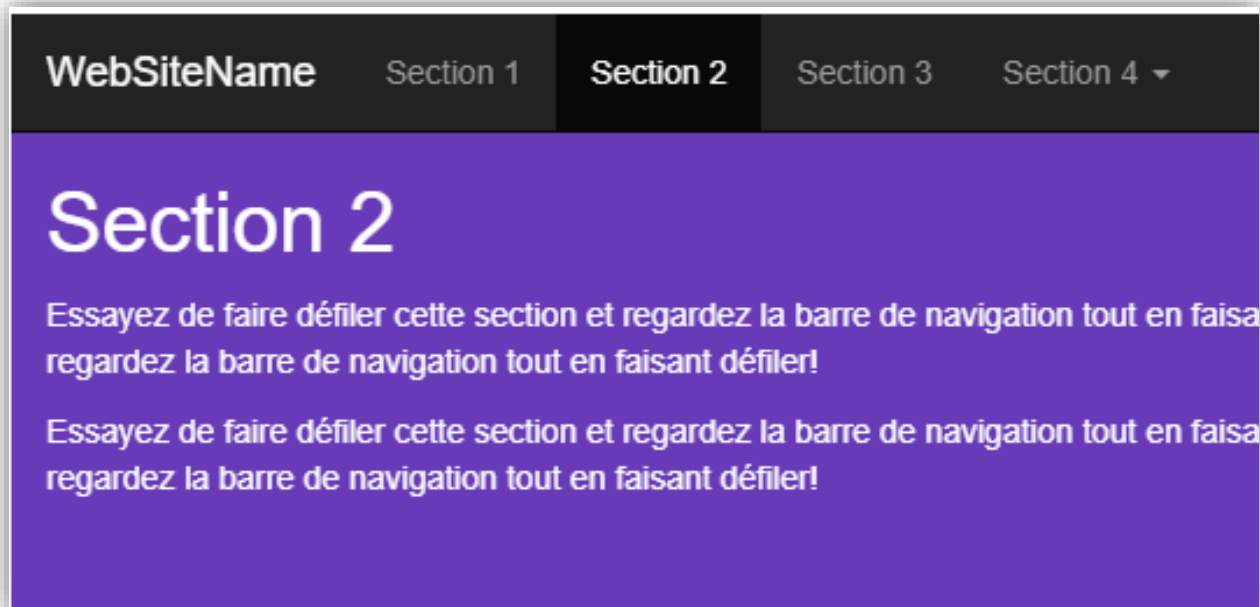 WebSiteName Section 1 Section 2 Section 3 Section 4
Section 2
Essayez de faire défiler cette section et regardez la barre de navigation tout en faisa
regardez la barre de navigation tout en faisant défiler!
Essayez de faire défiler cette section et regardez la barre de navigation tout en faisa
regardez la barre de navigation tout en faisant défiler!